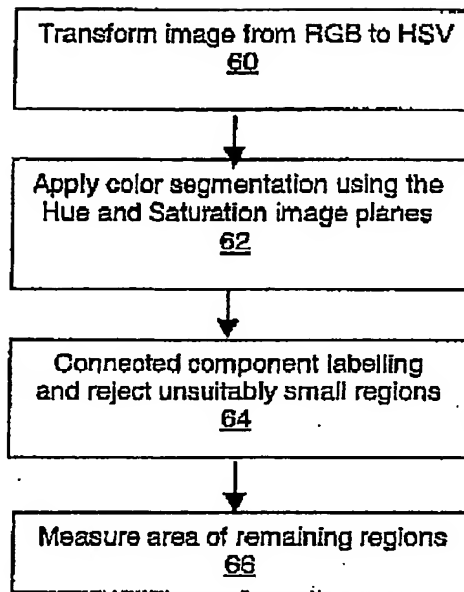 Transform image from RGB to HSV
60
Apply color segmentation using the
Hue and Saturation image planes
62
Connected component labelling
and reject unsuitably small regions
64
Measure area of remaining regions
66